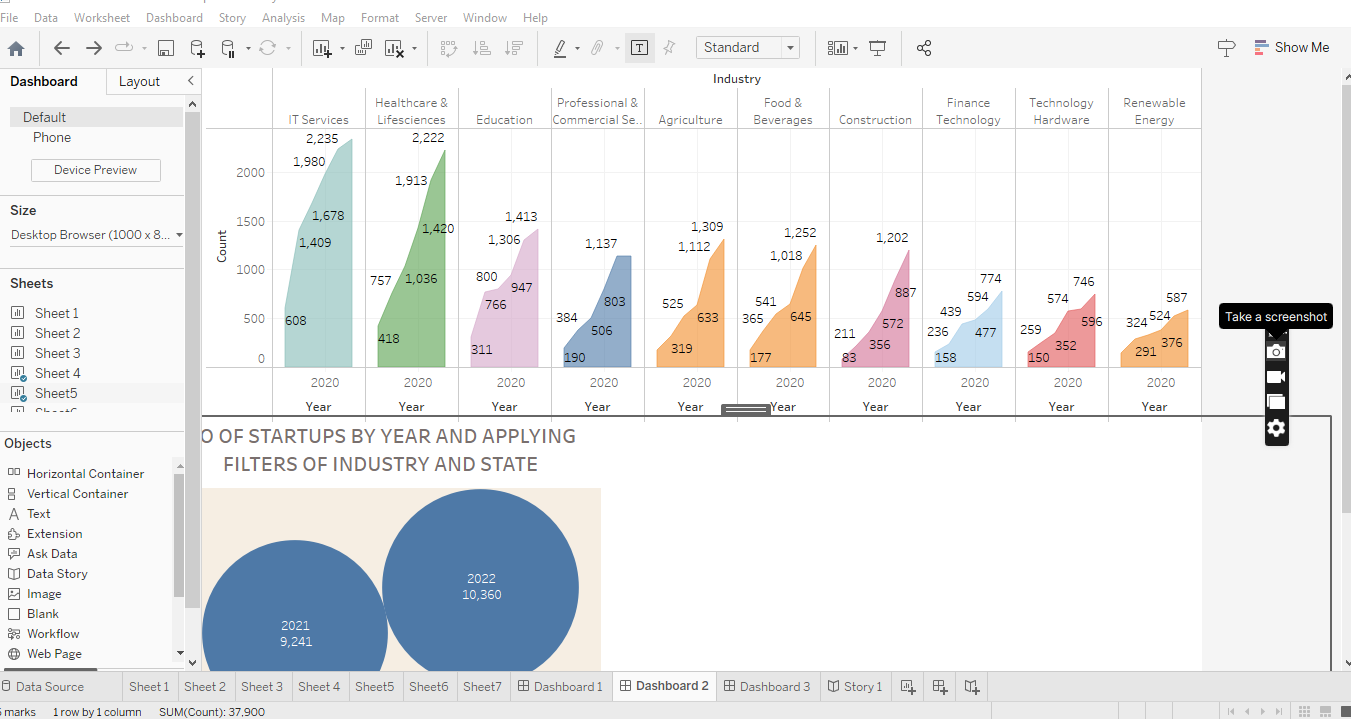 File Data Worksheet Dashboard Story Analysis Map Format Server Window Help
Standard
Show Me
Dashboard Layout
Default
Phone
Device Preview
Size
Desktop Browser (1000 x 8...
Sheets
Sheet 1
Sheet 2
Sheet 3
Sheet 4
Sheet5
Objects
Horizontal Container
Vertical Container
Text
Extension
Ask Data
Data Story
Image
Blank
Workflow
Web Page
Industry
IT Services
Healthcare &
Lifesciences
Education
Professional &
Commercial Se..
Agriculture
Food &
Beverages
Construction
Finance
Technology
Technology
Hardware
Renewable
Energy
Count
2000
1500
1000
500
0
2,235
1,980
1,678
1,409
608
2,222
1,913
1,420
1,036
757
418
1,413
1,306
947
800
766
311
1,137
803
506
384
190
1,309
1,112
633
525
319
1,252
1,018
645
541
365
177
1,202
887
572
356
211
83
774
594
477
439
236
158
746
596
574
352
259
150
587
524
376
324
291
2020 2020 2020 2020 2020 2020 2020 2020 2020 2020
Year Year Year Year Year Year Year Year Year Year
Take a screenshot
O OF STARTUPS BY YEAR AND APPLYING
FILTERS OF INDUSTRY AND STATE
2022
10,360
2021
9,241
Data Source Sheet 1 Sheet 2 Sheet 3 Sheet 4 Sheet5 Sheet6 Sheet7 Dashboard 1 Dashboard 2 Dashboard 3 Story 1
marks 1 row by 1 column SUM(Count): 37,900